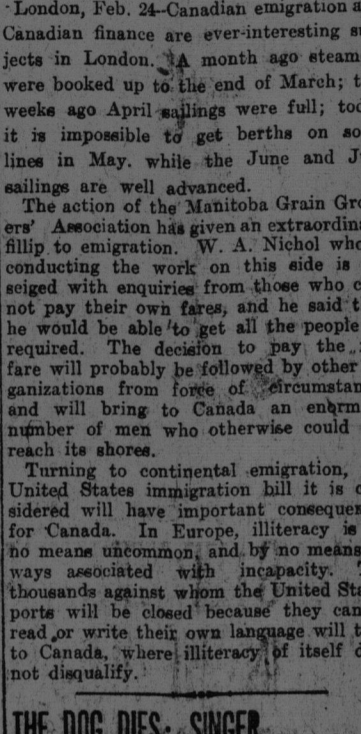 London, Feb. 24--Canadian emigration a
Canadian finance are ever-interesting s
jects in London. A month ago steam
were booked up to the end of March; t
weeks ago April sailings were full; to
it is impossible to get berths on so
lines in May. while the June and J
sailings are well advanced.
The action of the Manitoba Grain Gr
ers' Association has given an extraordin
fillip to emigration. W. A. Nichol who
conducting the work on this side is
seiged with enquiries from those who c
not pay their own fares, and he said t
he would be able to get all the people
required. The decision to pay the
fare will probably be followed by other
ganizations from force of circumstan
and will bring to Canada an enorm
number of men who otherwise could
reach its shores.
Turning to continental emigration,
United States immigration bill it is c
sidered will have important conseque
for Canada. In Europe, illiteracy is
no means uncommon, and by no means
ways associated with incapacity.
thousands against whom the United St
ports will be closed because they can
read or write their own language will t
to Canada, where illiteracy of itself d
not disqualify.
THE DOG DIES; SINGER